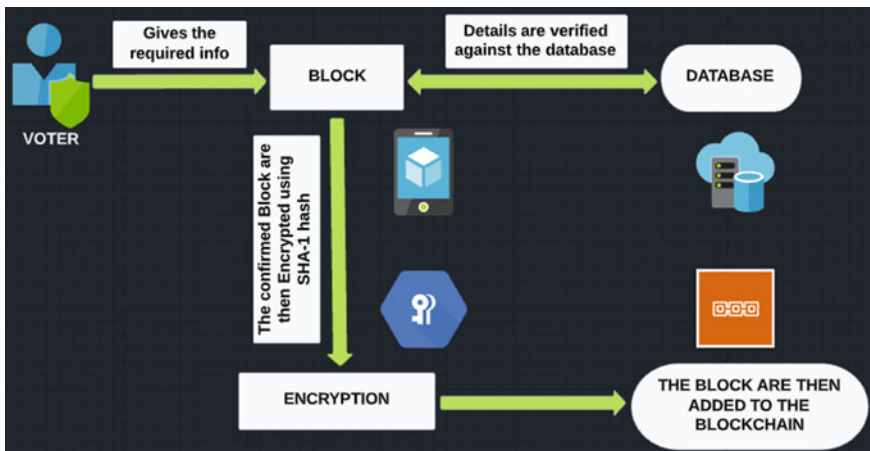 Gives the
required info
Details are verified
against the database
BLOCK
DATABASE
VOTER
The confirmed Block are
then Encrypted using
SHA-1 hash
ENCRYPTION
THE BLOCK ARE THEN
ADDED TO THE
BLOCKCHAIN